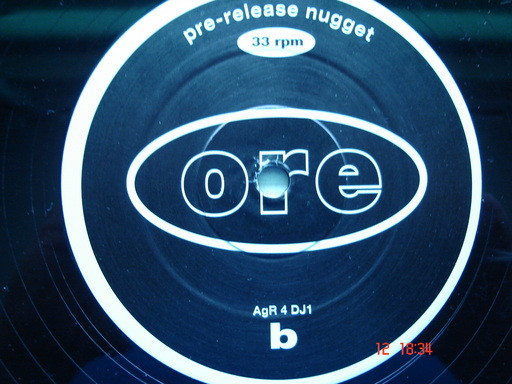 pre-release nugget
33 rpm
ore
AgR 4 DJ1
b
12 18:34